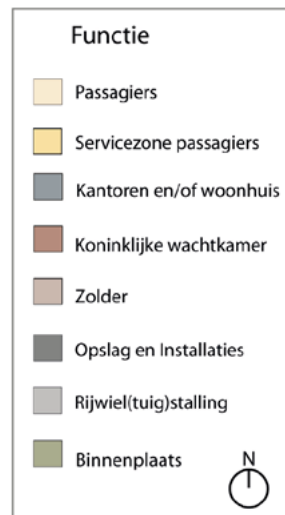 Functie
Passagiers
Servicezone passagiers
Kantoren en/of woonhuis
Koninklijke wachtkamer
Zolder
Opslag en Installaties
Rijwiel(tuig)stalling
Binnenplaats
N